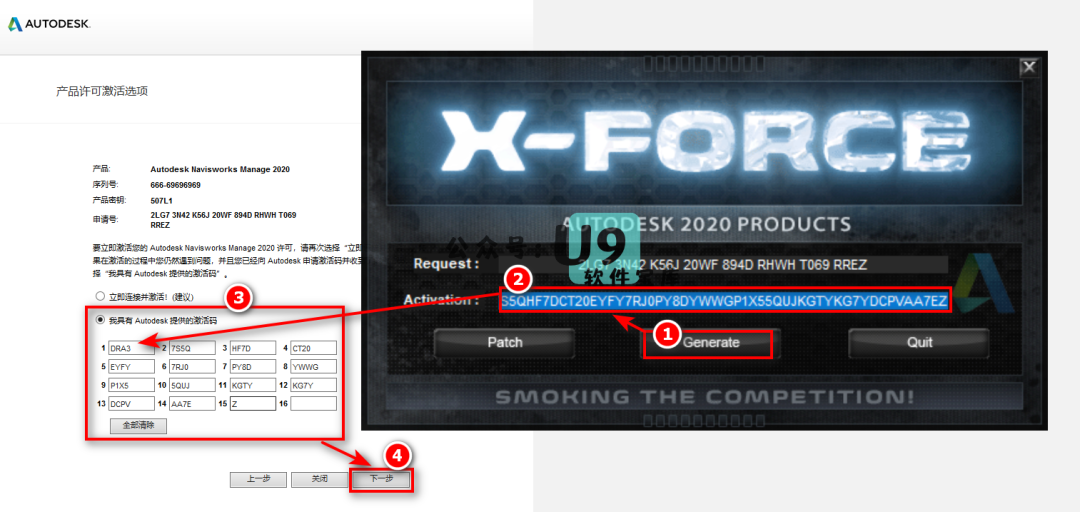 AUTODESK.
产品许可激活选项
产品: Autodesk Navisworks Manage 2020
序列号: 666-69696969
产品密钥: 507L1
申请号: 2LG7 3N42 K56J 20WF 894D RHWH T069
RREZ
要立即激活您的 Autodesk Navisworks Manage 2020 许可，请再次选择“立即
果在激活的过程中您仍然遇到问题，并且您已经向 Autodesk 申请激活码并收到
择“我具有 Autodesk 提供的激活码”。
立即连接并激活! (建议)
3
我具有 Autodesk 提供的激活码
1 DRA3 2 7S5Q 3 HF7D 4 CT20
5 EYFY 6 7RJ0 7 PY8D 8 YWWG
9 P1X5 10 5QUJ 11 KGTY 12 KG7Y
13 DCPV 14 AA7E 15 Z 16
全部清除
4
上一步 关闭 下一步
X
X-FORCE
AUTODESK 2020 PRODUCTS
公众号
U9
软件
Request: 2LG7 3N42 K56J 20WF 894D RHWH T069 RREZ
2
Activation: S5QHF7DCT20EYFY7RJ0PY8DYWWGP1X55QUJKGTYKG7YDCPVAA7EZ
1
Patch Generate Quit
SMOKING THE COMPETITION!